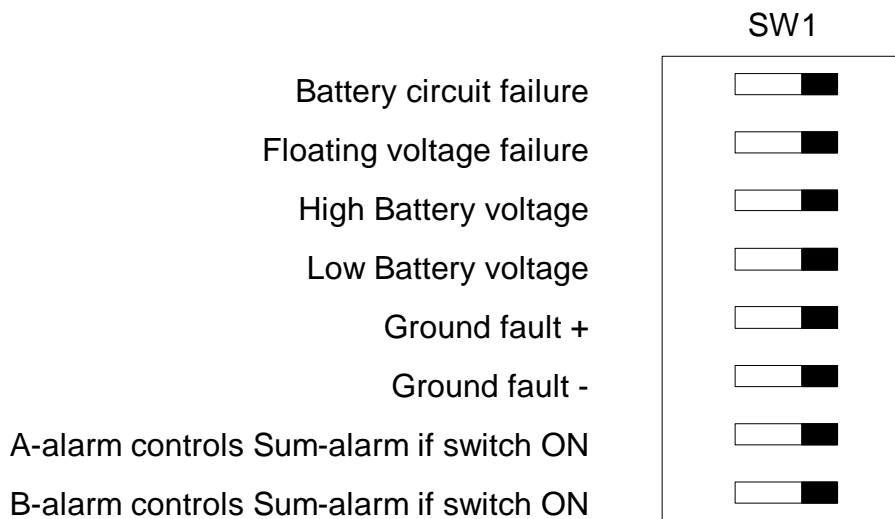 SW1
Battery circuit failure
Floating voltage failure
High Battery voltage
Low Battery voltage
Ground fault +
Ground fault -
A-alarm controls Sum-alarm if switch ON
B-alarm controls Sum-alarm if switch ON